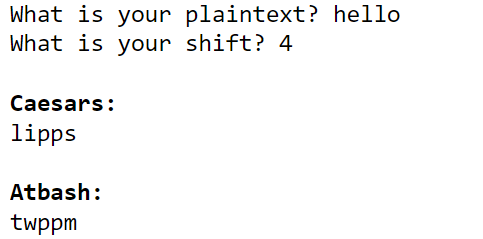 What is your plaintext? hello
What is your shift? 4
Caesars:
lipps
Atbash:
twppm